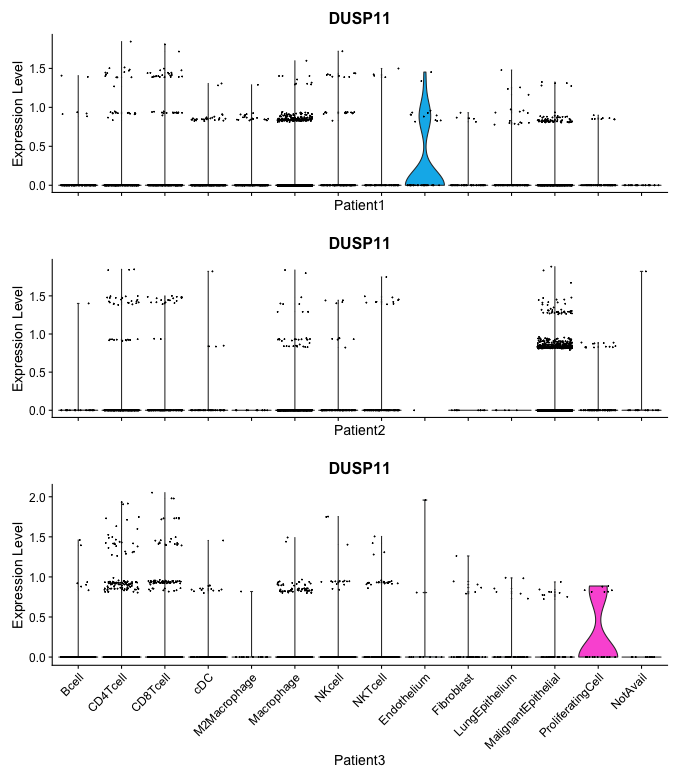 DUSP11
Expression Level
1.5
1.0
0.5
0.0
Patient1
DUSP11
Expression Level
1.5
1.0
0.5
0.0
Patient2
DUSP11
Expression Level
2.0
1.5
1.0
0.5
0.0
Bcell
CD4Tcell
CD8Tcell
cDC
M2Macrophage
Macrophage
NKcell
NKTcell
Endothelium
Fibroblast
LungEpithelium
MalignantEpithelial
ProliferatingCell
NotAvail
Patient3